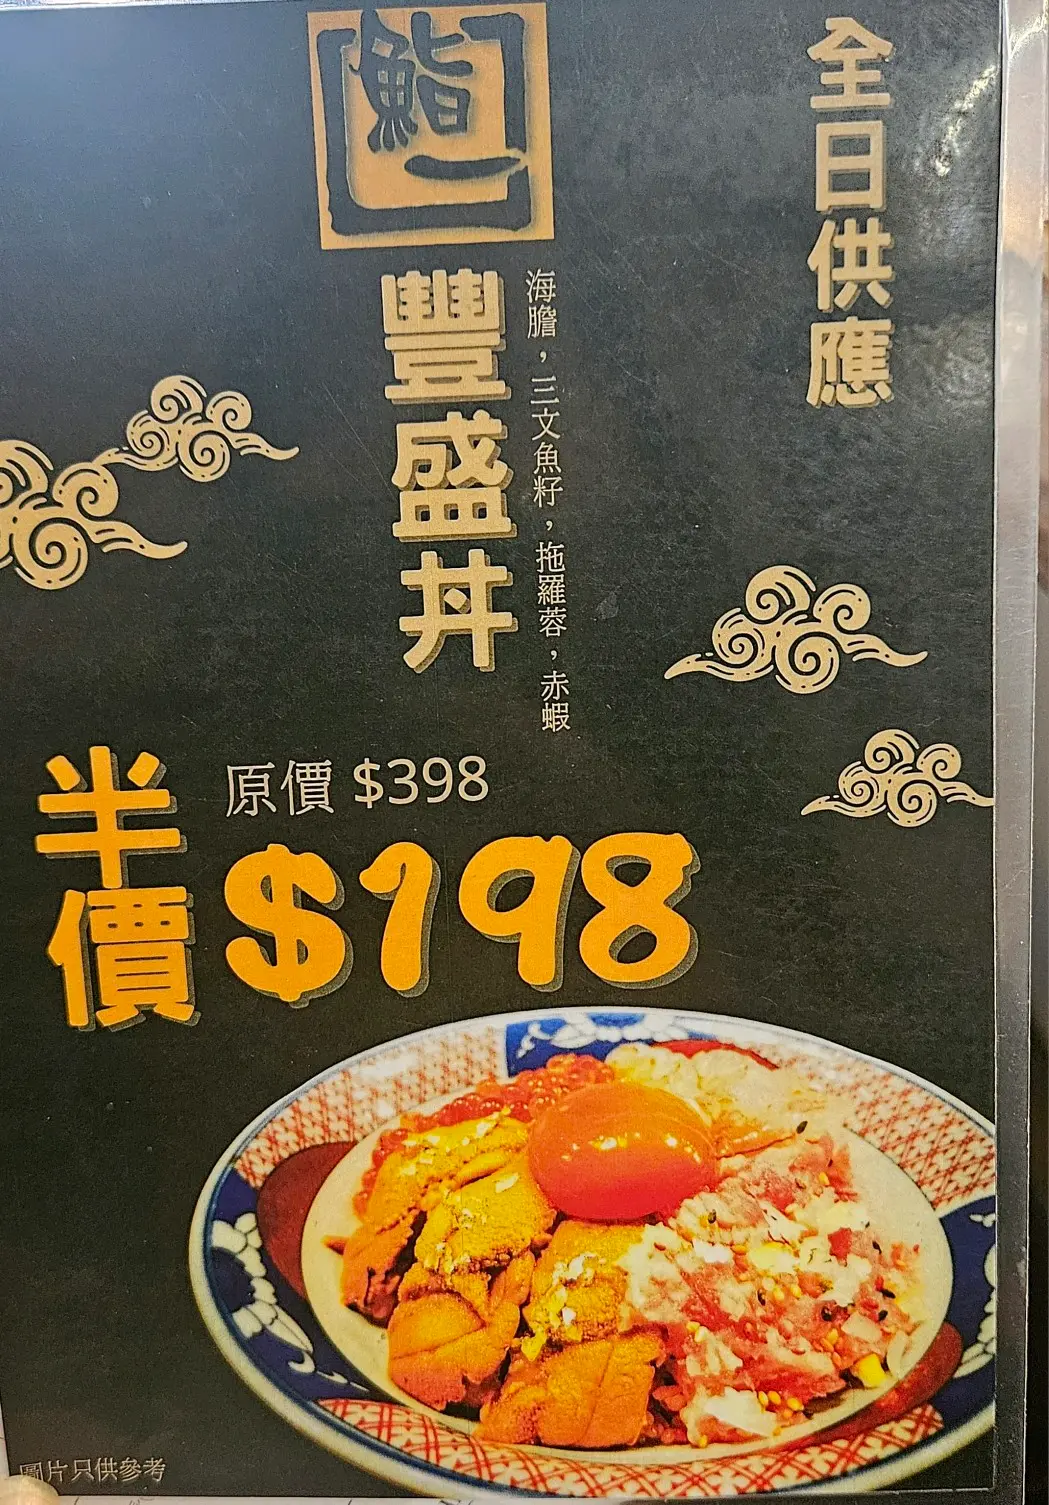 全日供應
鮨一
豐盛丼
海膽，三文魚籽，拖羅蓉，赤蝦
半價
原價 $398
$198
圖片只供參考